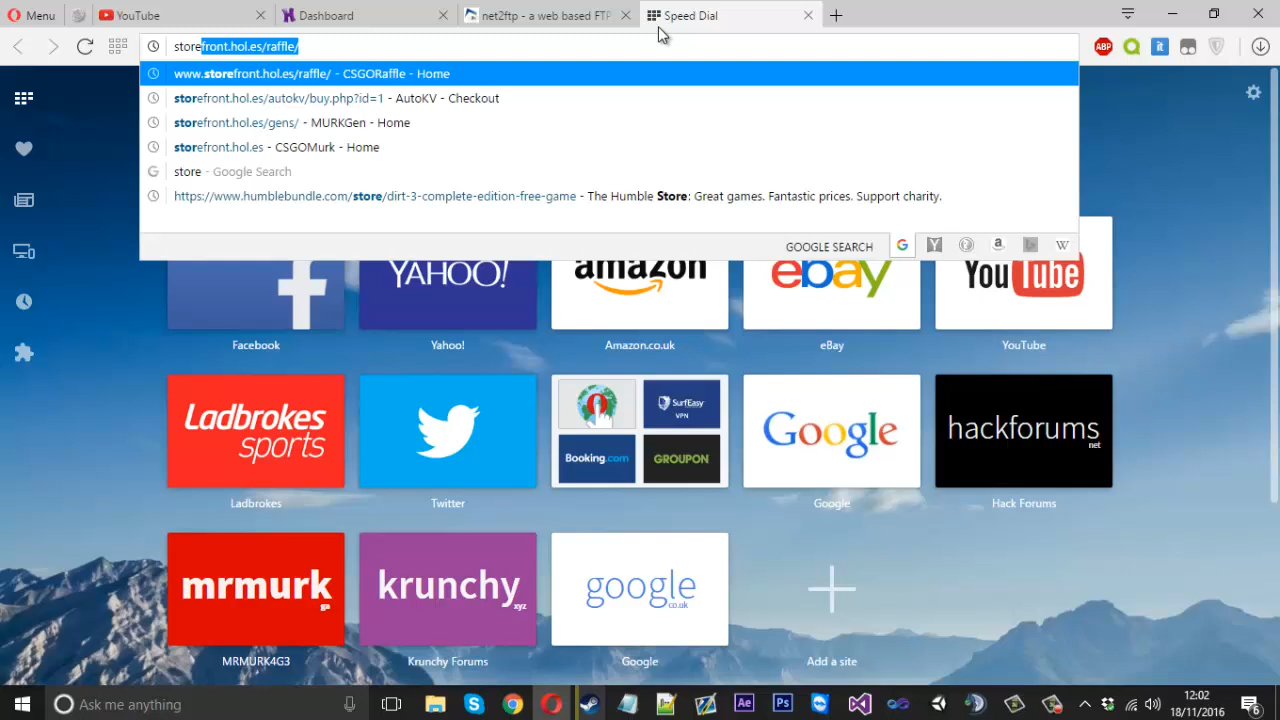 Menu
YouTube
Dashboard
net2ftp - a web based FTP
Speed Dial
storefront.hol.es/raffle/
ABP
www.storefront.hol.es/raffle/ - CSGORaffle - Home
storefront.hol.es/autokv/buy.php?id=1 - AutoKV - Checkout
storefront.hol.es/gens/ - MURKGen - Home
storefront.hol.es - CSGOMurk - Home
store - Google Search
https://www.humblebundle.com/store/dirt-3-complete-edition-free-game - The Humble Store: Great games. Fantastic prices. Support charity.
GOOGLE SEARCH
YAHOO!
amazon
ebay
YouTube
Facebook
Yahoo!
Amazon.co.uk
eBay
YouTube
Ladbrokes
sports
SurfEasy
VPN
Booking.com
GROUPON
Google
hackforums
net
Ladbrokes
Twitter
Google
Hack Forums
mrmurk
ga
krunchy
xyz
google
co.uk
MRMURK4G3
Krunchy Forums
Google
Add a site
Ask me anything
Ae
Ps
12:02
18/11/2016
6